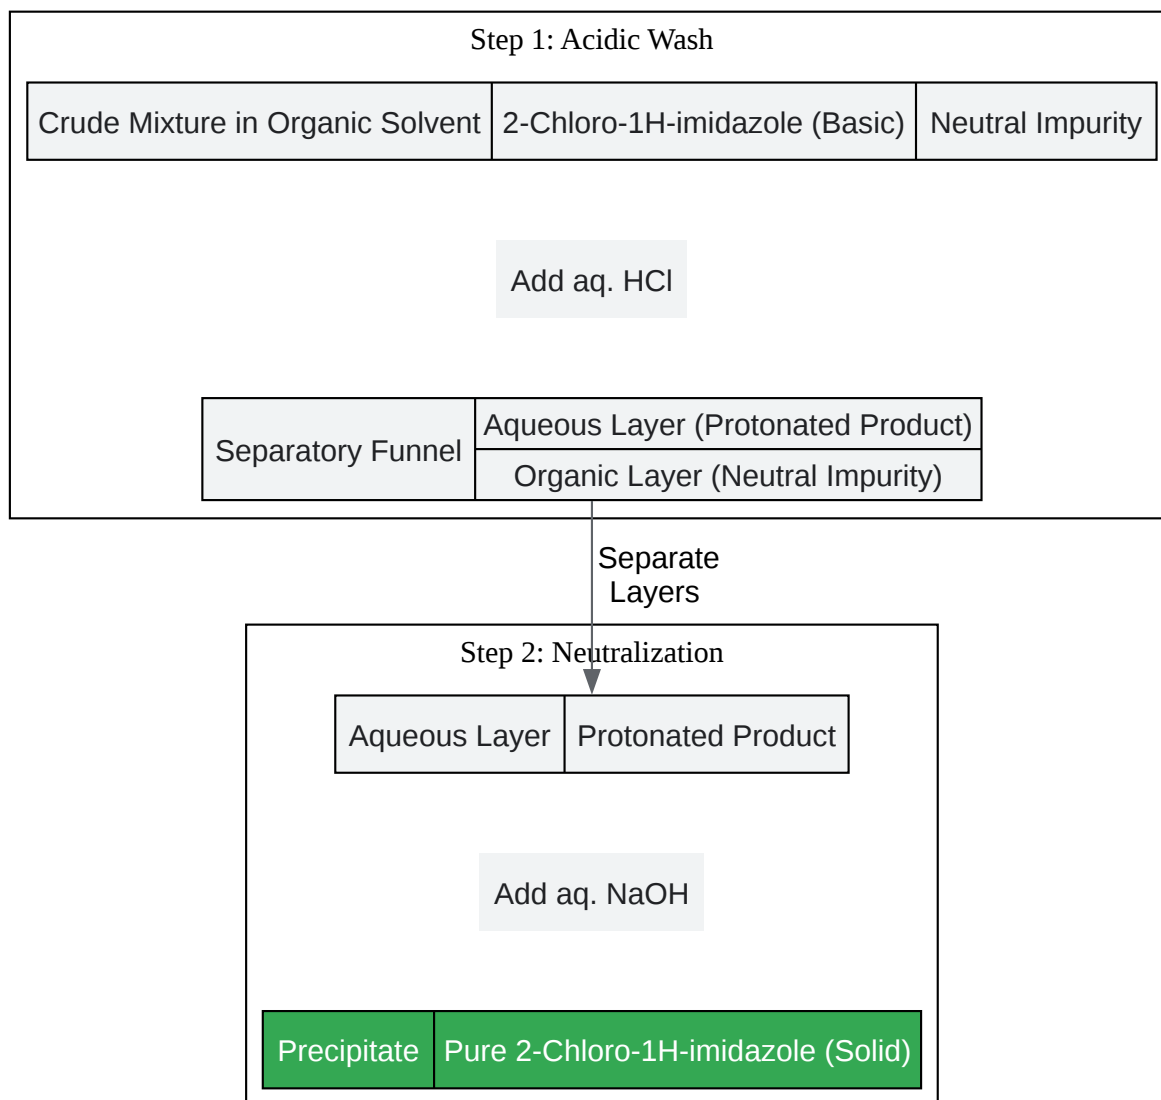 Step 1: Acidic Wash
Crude Mixture in Organic Solvent 2-Chloro-1H-imidazole (Basic) Neutral Impurity
Add aq. HCl
Separatory Funnel
Aqueous Layer (Protonated Product)
Organic Layer (Neutral Impurity)
Separate
Layers
Step 2: Neutralization
Aqueous Layer Protonated Product
Add aq. NaOH
Precipitate Pure 2-Chloro-1H-imidazole (Solid)